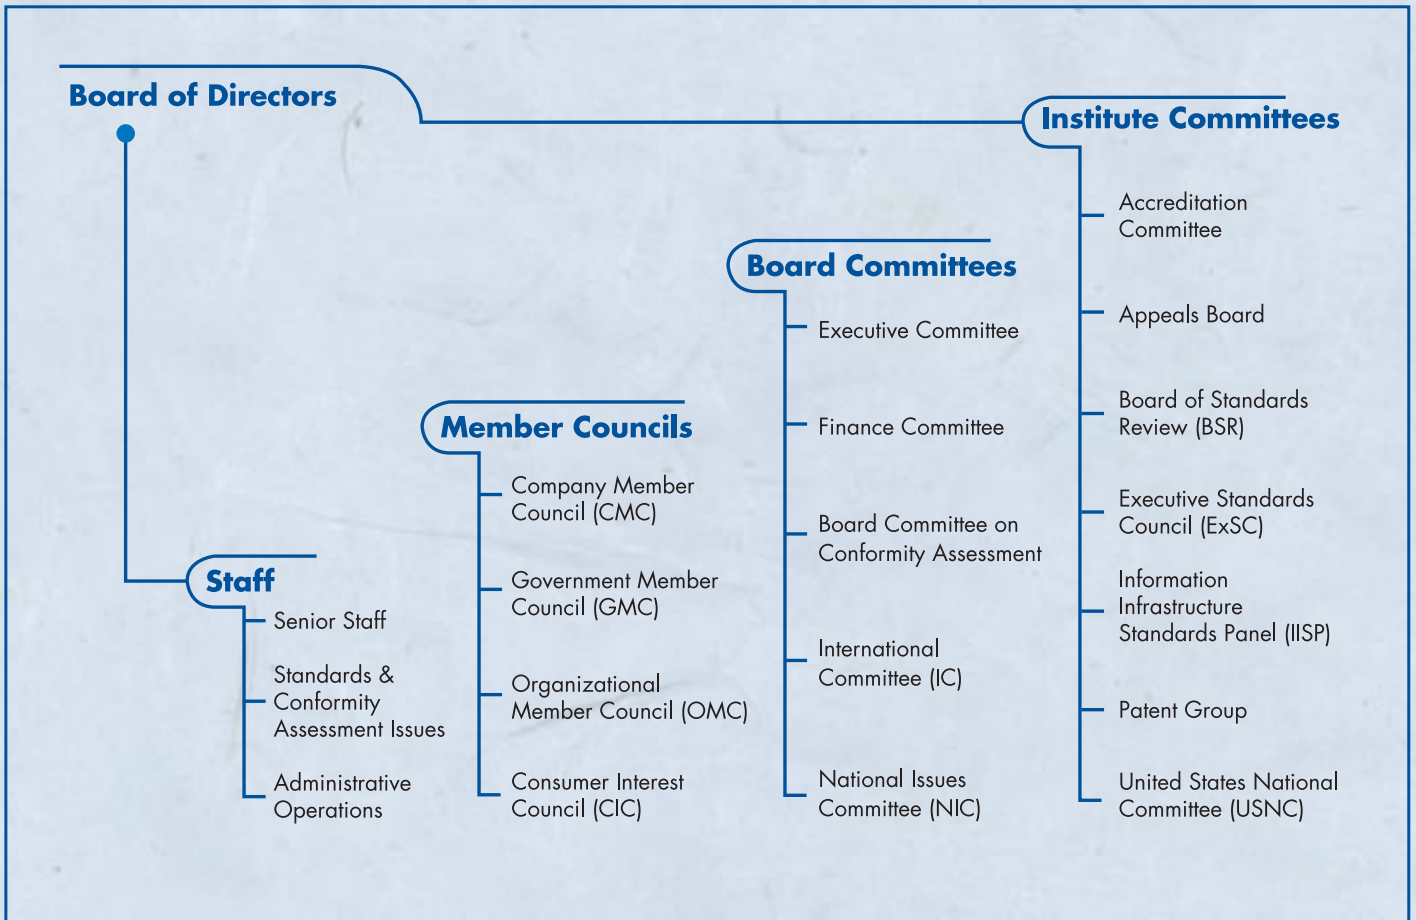 Board of Directors
Staff
Senior Staff
Standards &
Conformity
Assessment Issues
Administrative
Operations
Member Councils
Company Member
Council (CMC)
Government Member
Council (GMC)
Organizational
Member Council (OMC)
Consumer Interest
Council (CIC)
Board Committees
Executive Committee
Finance Committee
Board Committee on
Conformity Assessment
International
Committee (IC)
National Issues
Committee (NIC)
Institute Committees
Accreditation
Committee
Appeals Board
Board of Standards
Review (BSR)
Executive Standards
Council (ExSC)
Information
Infrastructure
Standards Panel (IISP)
Patent Group
United States National
Committee (USNC)